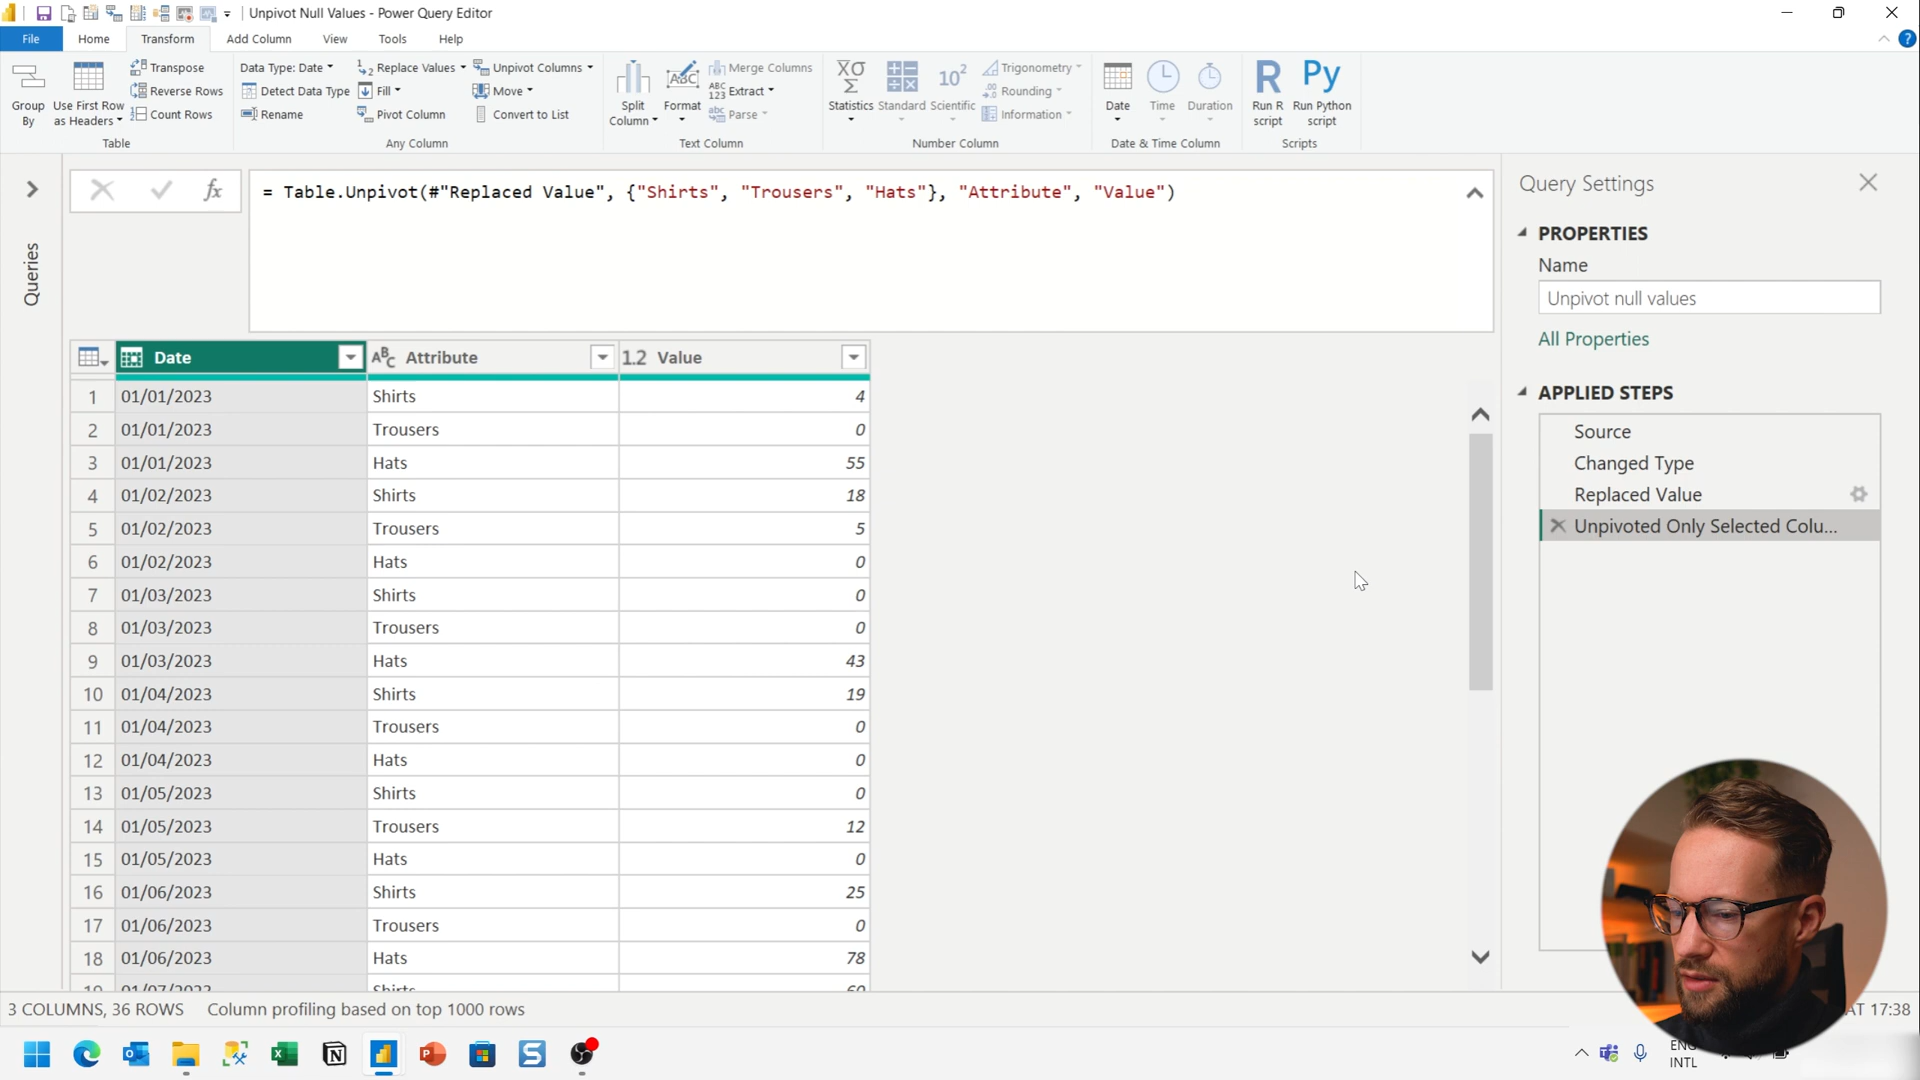 Unpivot Null Values - Power Query Editor
File Home Transform Add Column View Tools Help
Group By
Use First Row as Headers
Transpose
Reverse Rows
Count Rows
Table
Data Type: Date
Detect Data Type
Rename
Replace Values
Fill
Pivot Column
Unpivot Columns
Move
Convert to List
Any Column
Split Column
Format
Merge Columns
Extract
Parse
Text Column
Statistics
Standard
Scientific
Trigonometry
Rounding
Information
Number Column
Date
Time
Duration
Date & Time Column
R
Run R script
Py
Run Python script
Scripts
Queries
fx
= Table.Unpivot(#"Replaced Value", {"Shirts", "Trousers", "Hats"}, "Attribute", "Value")
Date ABC Attribute 1.2 Value
1 01/01/2023 Shirts 4
2 01/01/2023 Trousers 0
3 01/01/2023 Hats 55
4 01/02/2023 Shirts 18
5 01/02/2023 Trousers 5
6 01/02/2023 Hats 0
7 01/03/2023 Shirts 0
8 01/03/2023 Trousers 0
9 01/03/2023 Hats 43
10 01/04/2023 Shirts 19
11 01/04/2023 Trousers 0
12 01/04/2023 Hats 0
13 01/05/2023 Shirts 0
14 01/05/2023 Trousers 12
15 01/05/2023 Hats 0
16 01/06/2023 Shirts 25
17 01/06/2023 Trousers 0
18 01/06/2023 Hats 78
19 01/07/2023 Shirts 60
Query Settings
PROPERTIES
Name
Unpivot null values
All Properties
APPLIED STEPS
Source
Changed Type
Replaced Value
Unpivoted Only Selected Colu...
3 COLUMNS, 36 ROWS Column profiling based on top 1000 rows
AT 17:38
ENG
INTL